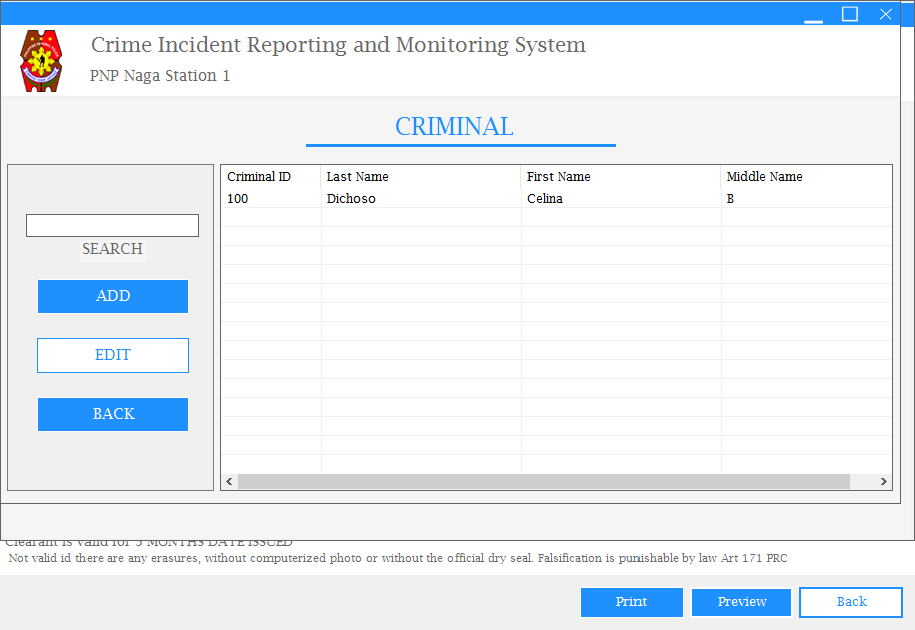 Crime Incident Reporting and Monitoring System
PNP Naga Station 1
CRIMINAL
Criminal ID Last Name First Name Middle Name
100 Dichoso Celina B
SEARCH
ADD
EDIT
BACK
Clearant is valid for 3 MONTHS DATE ISSUED
Not valid id there are any erasures, without computerized photo or without the official dry seal. Falsification is punishable by law Art 171 PRC
Print Preview Back